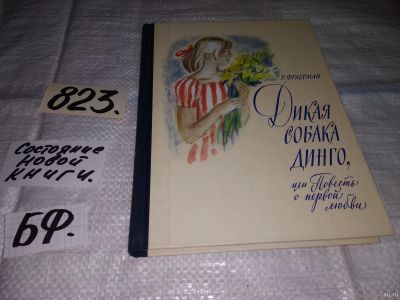 823.
Состояние
новой
книги.
БФ.
Р. ФРАЕРМАН
ДИКАЯ
СОБАКА
ДИНГО,
или Повесть
о первой
любви